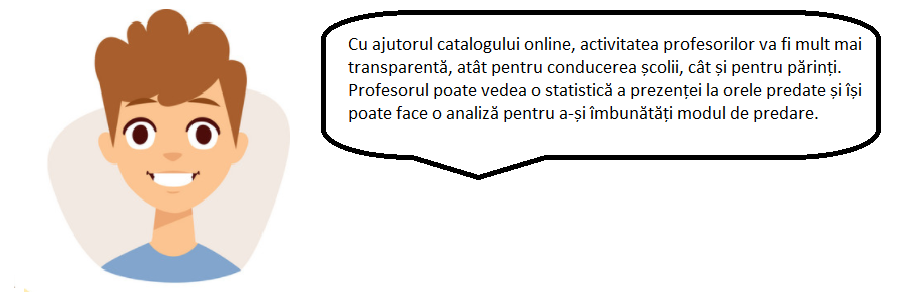 Cu ajutorul catalogului online, activitatea profesorilor va fi mult mai
transparentă, atât pentru conducerea școlii, cât și pentru părinți.
Profesorul poate vedea o statistică a prezenței la orele predate și își
poate face o analiză pentru a-și îmbunătăți modul de predare.